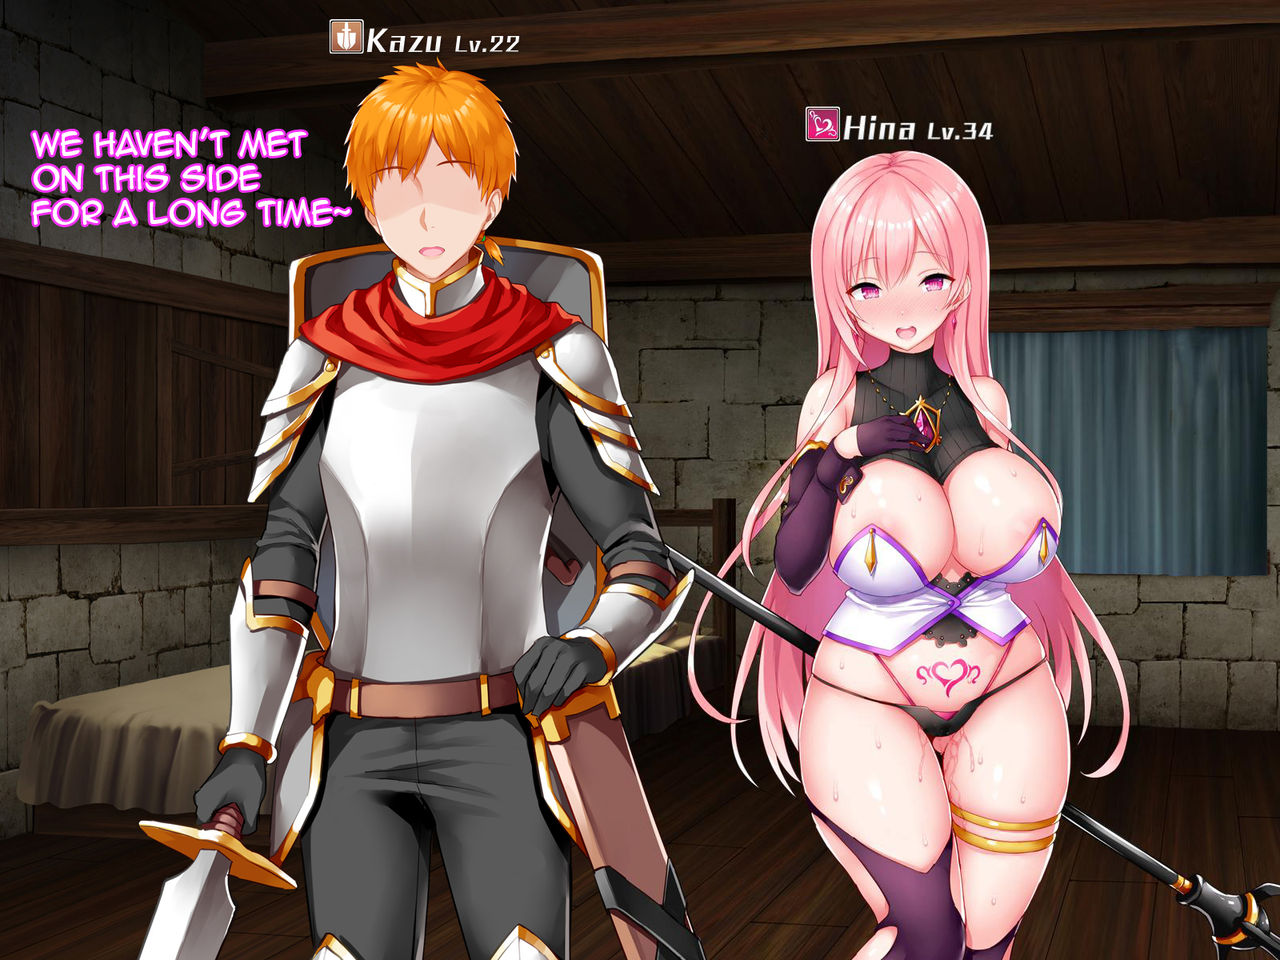 Kazu Lv.22
Hina Lv.34
WE HAVEN'T MET
ON THIS SIDE
FOR A LONG TIME~